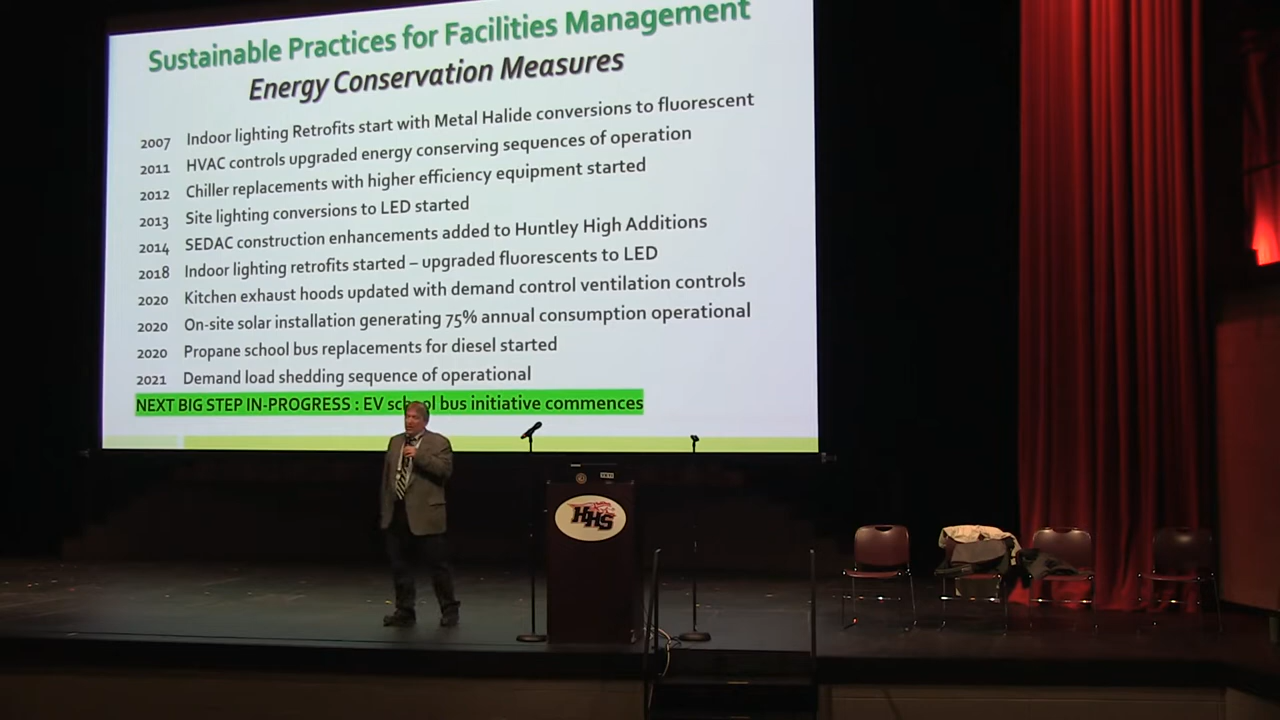 Sustainable Practices for Facilities Management
Energy Conservation Measures
2007 Indoor lighting Retrofits start with Metal Halide conversions to fluorescent
2011 HVAC controls upgraded energy conserving sequences of operation
2012 Chiller replacements with higher efficiency equipment started
2013 Site lighting conversions to LED started
2014 SEDAC construction enhancements added to Huntley High Additions
2018 Indoor lighting retrofits started – upgraded fluorescents to LED
2020 Kitchen exhaust hoods updated with demand control ventilation controls
2020 On-site solar installation generating 75% annual consumption operational
2020 Propane school bus replacements for diesel started
2021 Demand load shedding sequence of operational
NEXT BIG STEP IN-PROGRESS : EV school bus initiative commences
HHS